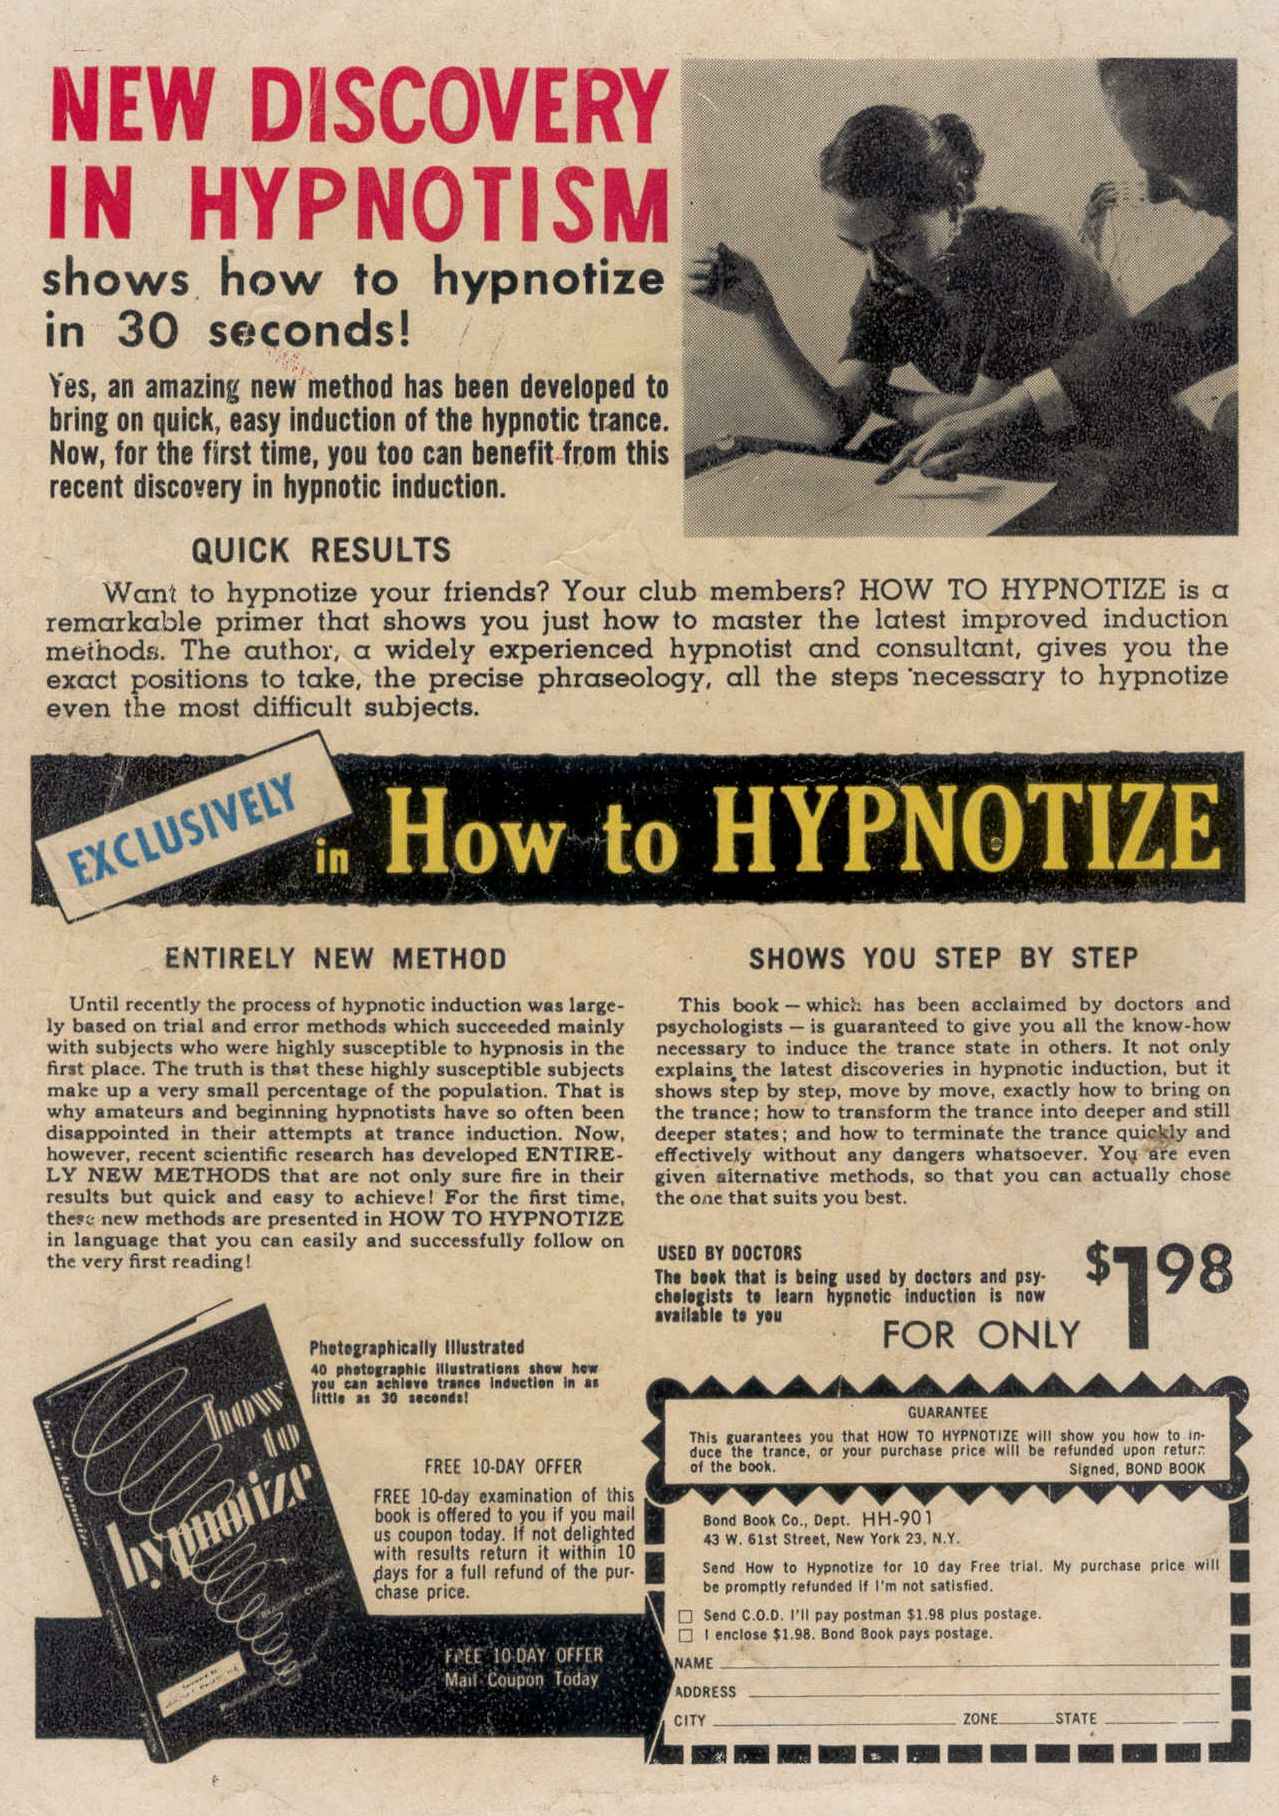 NEW DISCOVERY
IN HYPNOTISM
shows how to hypnotize
in 30 seconds!
Yes, an amazing new method has been developed to
bring on quick, easy induction of the hypnotic trance.
Now, for the first time, you too can benefit from this
recent discovery in hypnotic induction.
QUICK RESULTS
Want to hypnotize your friends? Your club members? HOW TO HYPNOTIZE is a
remarkable primer that shows you just how to master the latest improved induction
methods. The author, a widely experienced hypnotist and consultant, gives you the
exact positions to take, the precise phraseology, all the steps necessary to hypnotize
even the most difficult subjects.
EXCLUSIVELY
in How to HYPNOTIZE
ENTIRELY NEW METHOD
Until recently the process of hypnotic induction was large-
ly based on trial and error methods which succeeded mainly
with subjects who were highly susceptible to hypnosis in the
first place. The truth is that these highly susceptible subjects
make up a very small percentage of the population. That is
why amateurs and beginning hypnotists have so often been
disappointed in their attempts at trance induction. Now,
however, recent scientific research has developed ENTIRE-
LY NEW METHODS that are not only sure fire in their
results but quick and easy to achieve! For the first time,
these new methods are presented in HOW TO HYPNOTIZE
in language that you can easily and successfully follow on
the very first reading!
SHOWS YOU STEP BY STEP
This book — which has been acclaimed by doctors and
psychologists — is guaranteed to give you all the know-how
necessary to induce the trance state in others. It not only
explains the latest discoveries in hypnotic induction, but it
shows step by step, move by move, exactly how to bring on
the trance; how to transform the trance into deeper and still
deeper states; and how to terminate the trance quickly and
effectively without any dangers whatsoever. You are even
given alternative methods, so that you can actually chose
the one that suits you best.
USED BY DOCTORS
The book that is being used by doctors and psy-
chologists to learn hypnotic induction is now
available to you
FOR ONLY $1 98
how
to
hypnotize
how to hypnotize
Photographically Illustrated
40 photographic illustrations show how
you can achieve trance induction in as
little as 30 seconds!
FREE 10-DAY OFFER
FREE 10-day examination of this
book is offered to you if you mail
us coupon today. If not delighted
with results return it within 10
days for a full refund of the pur-
chase price.
FREE 10-DAY OFFER
Mail Coupon Today
GUARANTEE
This guarantees you that HOW TO HYPNOTIZE will show you how to in-
duce the trance, or your purchase price will be refunded upon return
of the book.
Signed, BOND BOOK
Bond Book Co., Dept. HH-901
43 W. 61st Street, New York 23, N.Y.
Send How to Hypnotize for 10 day Free trial. My purchase price will
be promptly refunded if I'm not satisfied.
Send C.O.D. I'll pay postman $1.98 plus postage.
I enclose $1.98. Bond Book pays postage.
NAME
ADDRESS
CITY ZONE STATE